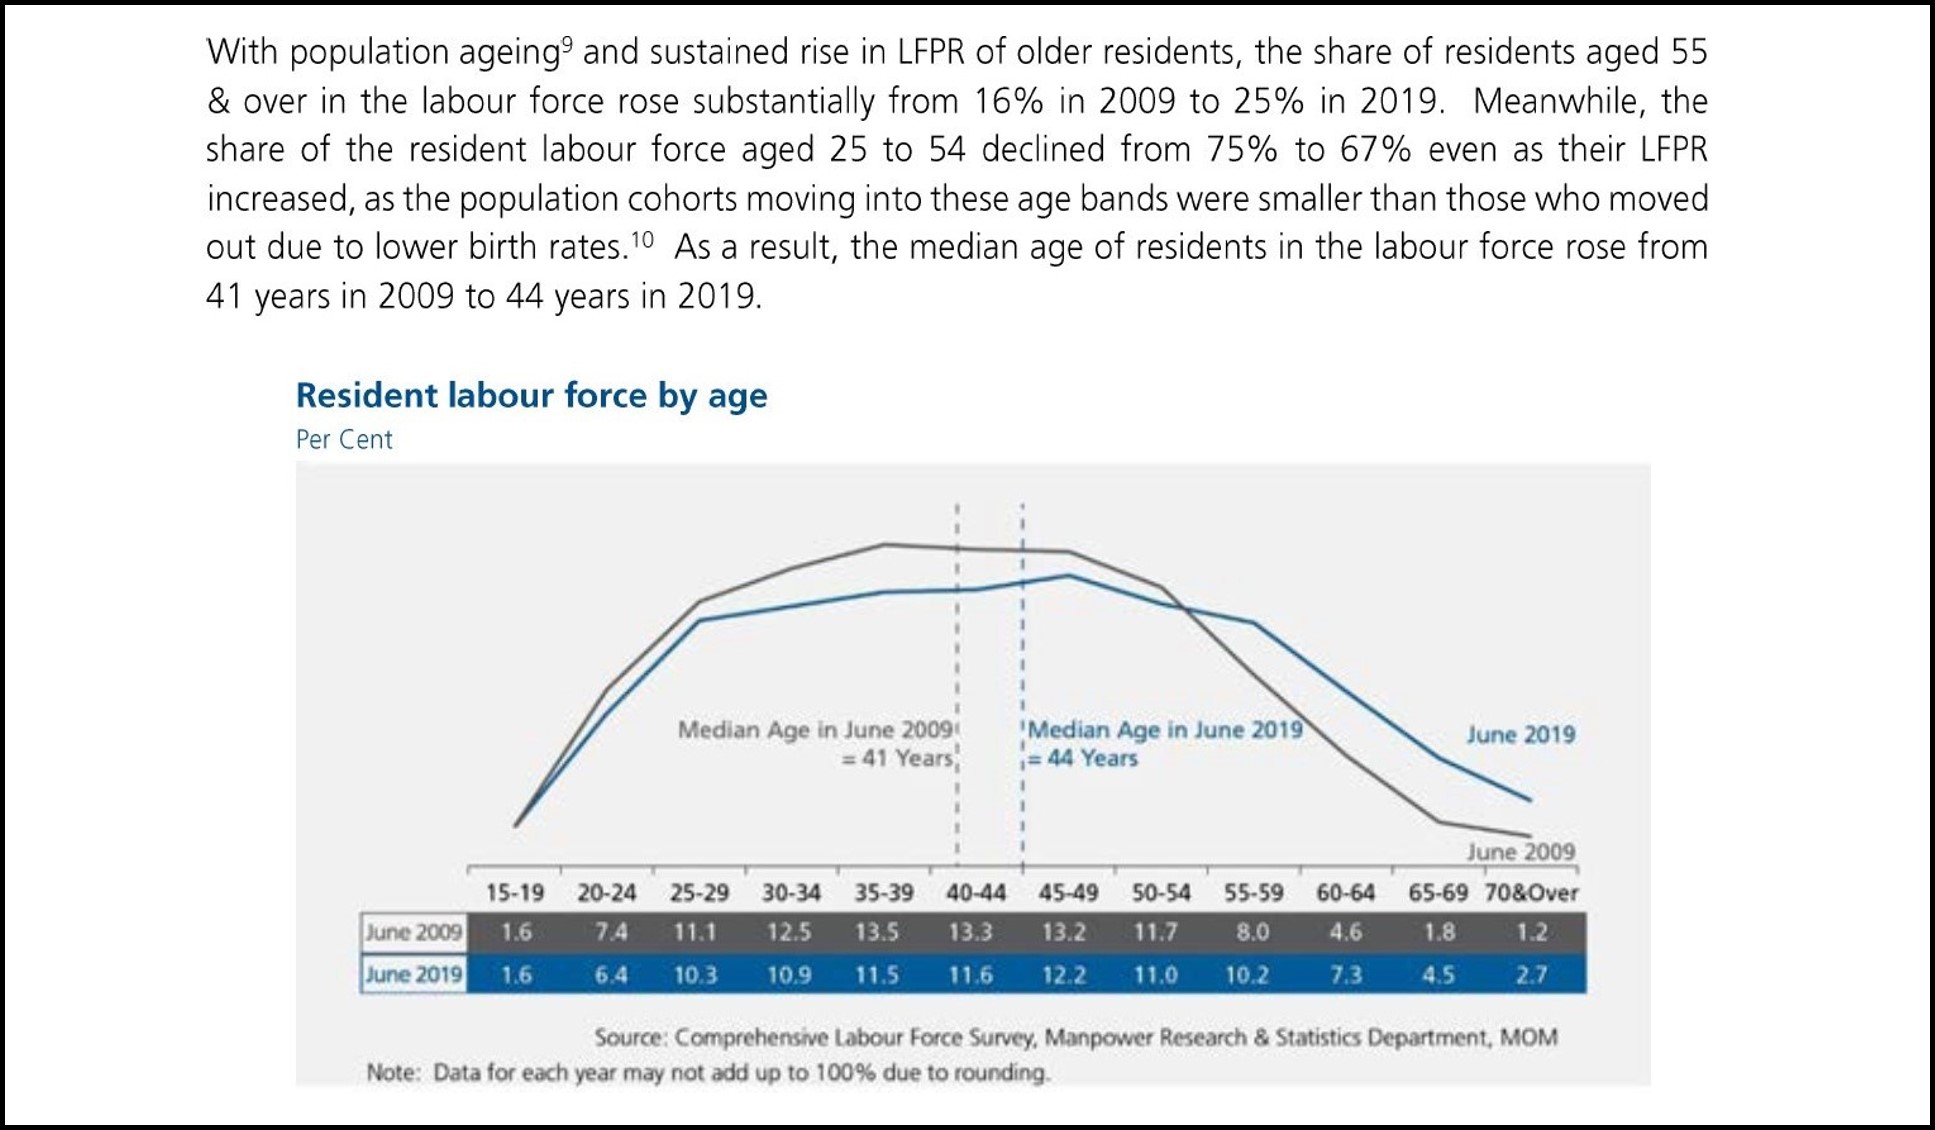 With population ageing⁹ and sustained rise in LFPR of older residents, the share of residents aged 55
& over in the labour force rose substantially from 16% in 2009 to 25% in 2019. Meanwhile, the
share of the resident labour force aged 25 to 54 declined from 75% to 67% even as their LFPR
increased, as the population cohorts moving into these age bands were smaller than those who moved
out due to lower birth rates.¹⁰ As a result, the median age of residents in the labour force rose from
41 years in 2009 to 44 years in 2019.
Resident labour force by age
Per Cent
Median Age in June 2009
= 41 Years
Median Age in June 2019
= 44 Years
June 2019
June 2009
15-19 20-24 25-29 30-34 35-39 40-44 45-49 50-54 55-59 60-64 65-69 70&Over
June 2009 1.6 7.4 11.1 12.5 13.5 13.3 13.2 11.7 8.0 4.6 1.8 1.2
June 2019 1.6 6.4 10.3 10.9 11.5 11.6 12.2 11.0 10.2 7.3 4.5 2.7
Source: Comprehensive Labour Force Survey, Manpower Research & Statistics Department, MOM
Note: Data for each year may not add up to 100% due to rounding.